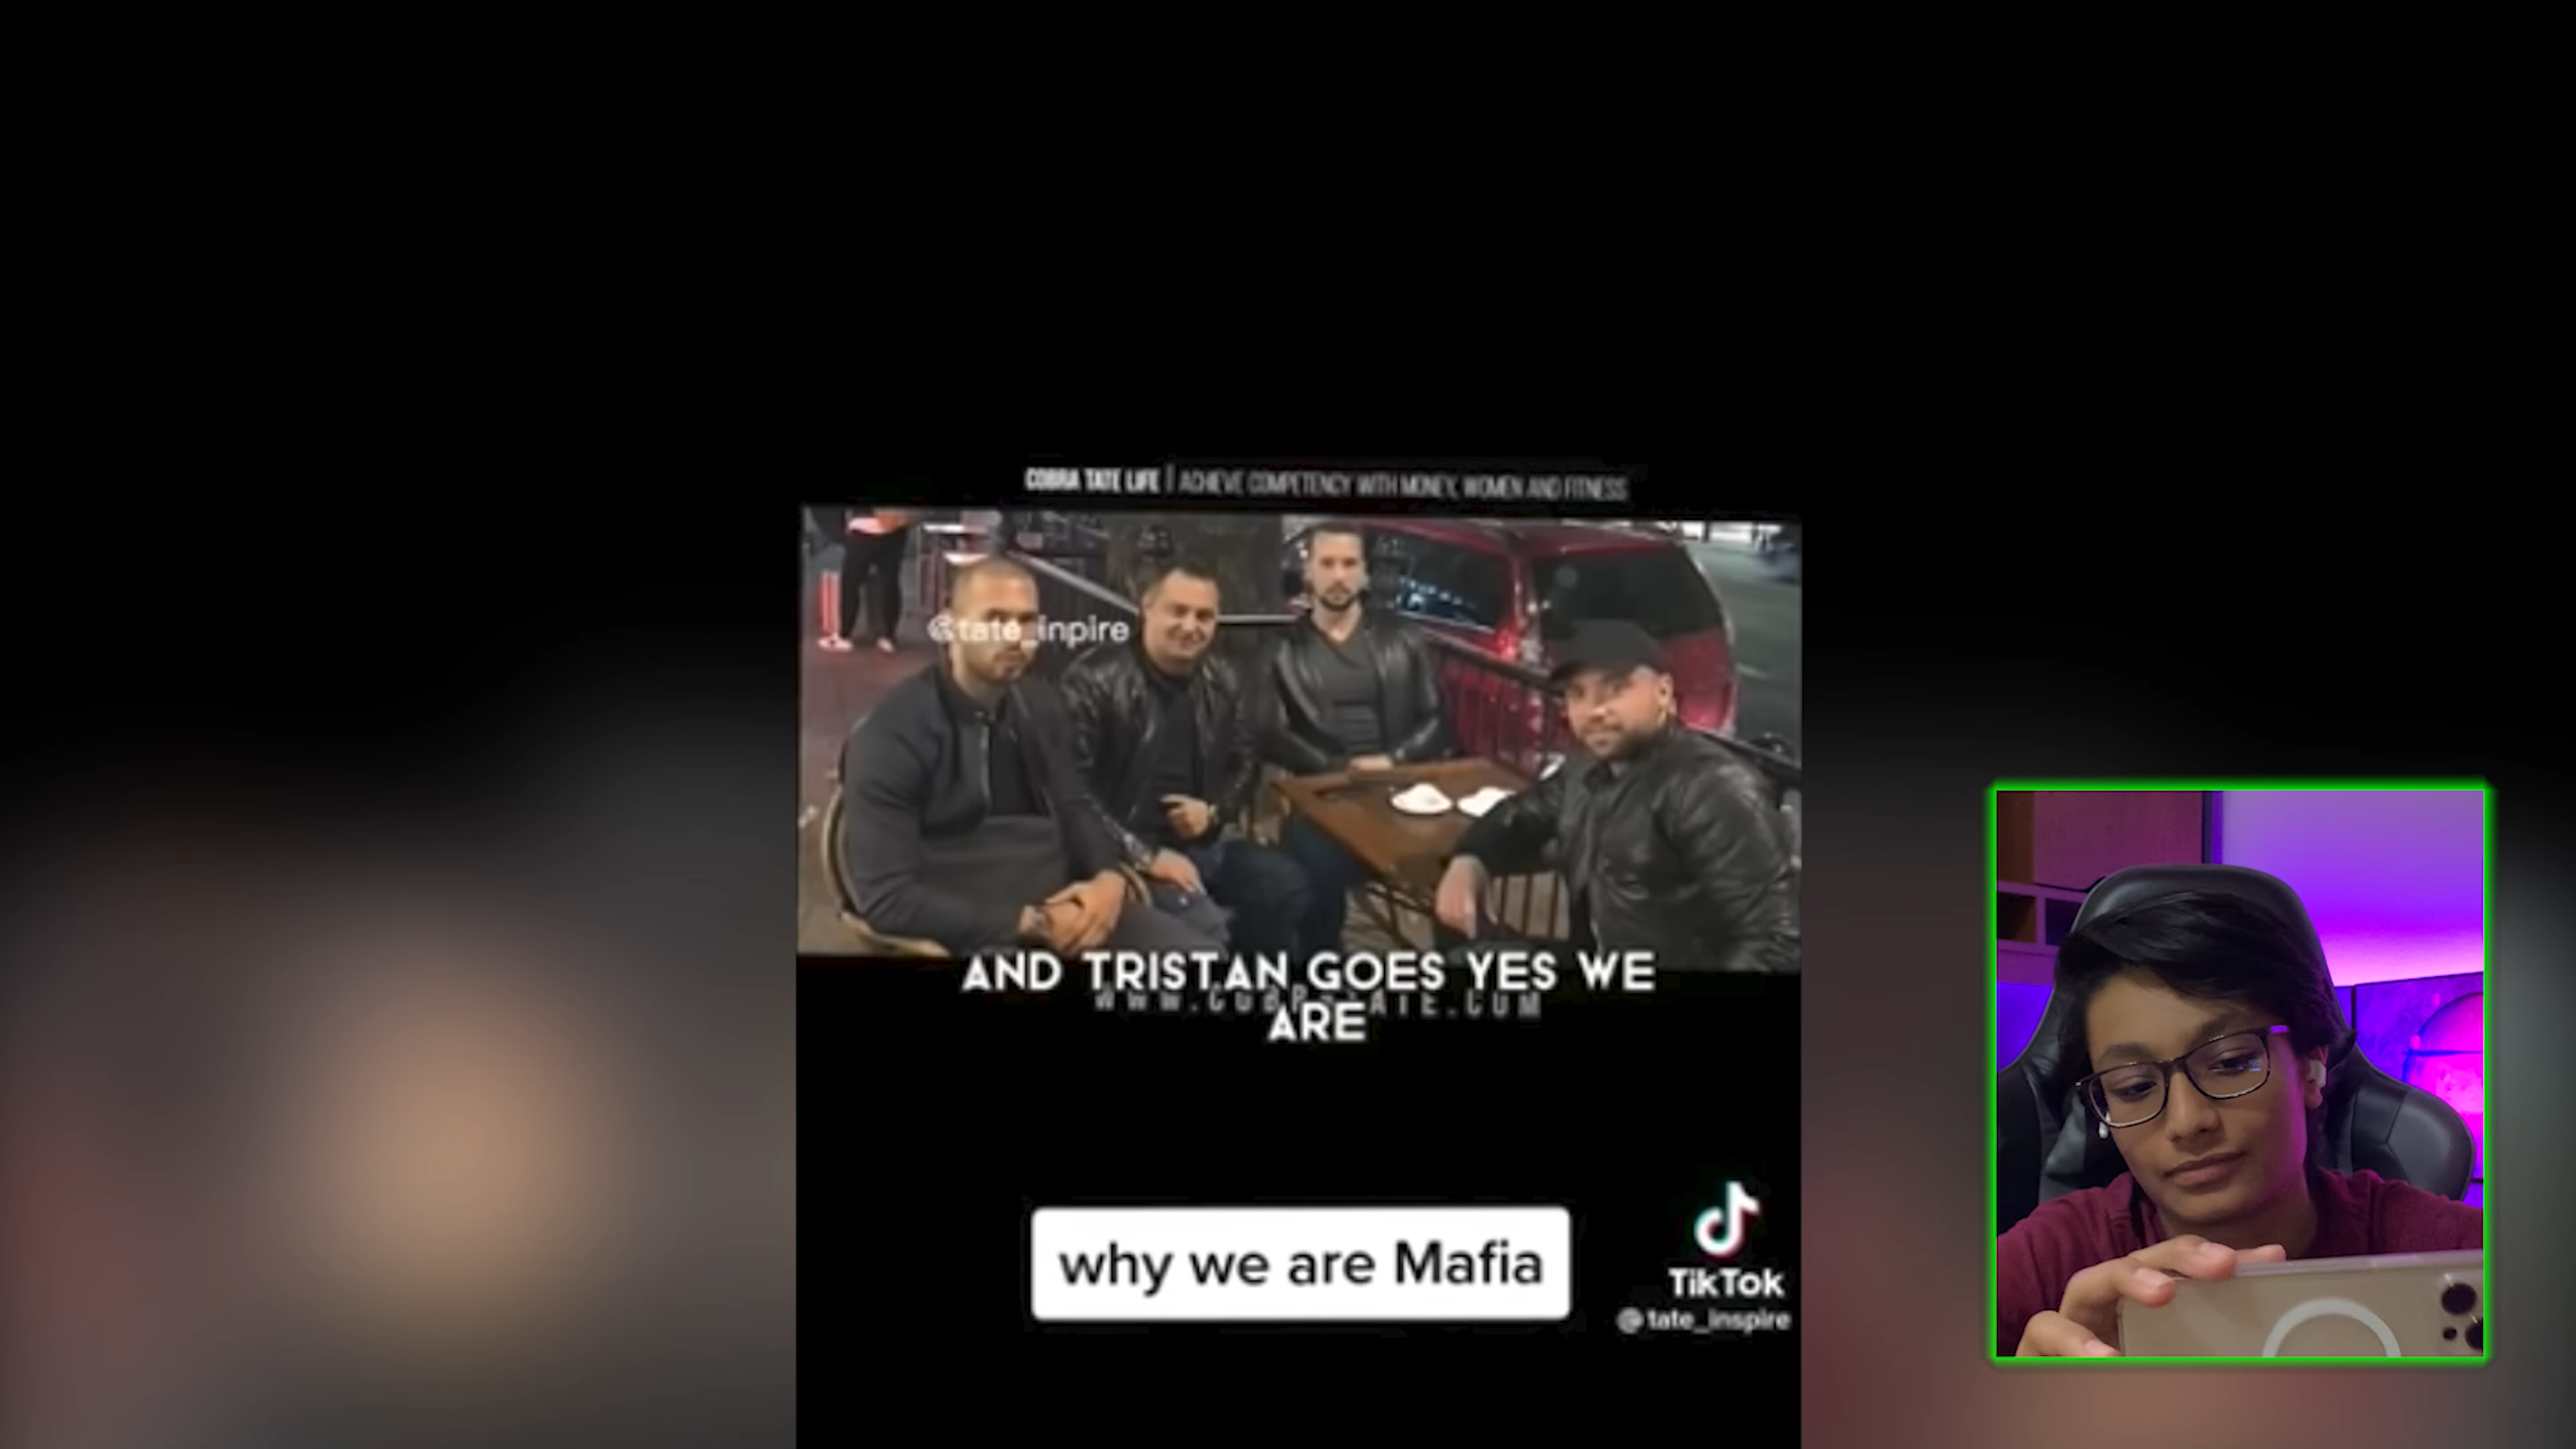 COBRA TATE LIFE | ACHIEVE COMPETENCY WITH MONEY, WOMEN AND FITNESS
@tate_inpire
AND TRISTAN GOES YES WE
ARE
why we are Mafia
TikTok
@tate_inspire